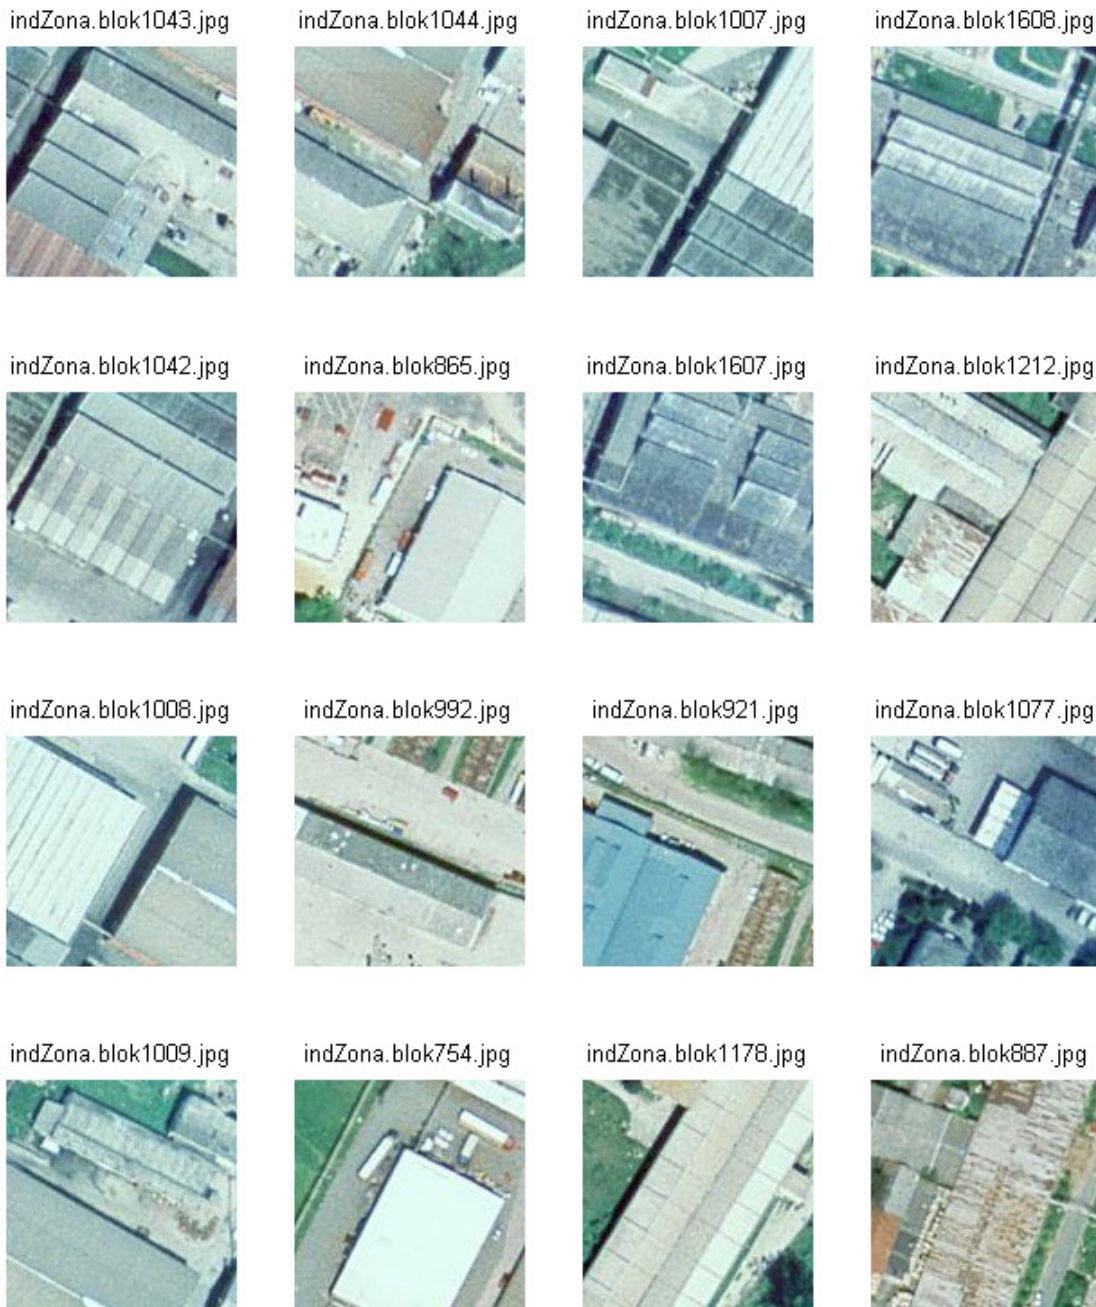 indZona.blok1043.jpg indZona.blok1044.jpg indZona.blok1007.jpg indZona.blok1608.jpg
indZona.blok1042.jpg indZona.blok865.jpg indZona.blok1607.jpg indZona.blok1212.jpg
indZona.blok1008.jpg indZona.blok992.jpg indZona.blok921.jpg indZona.blok1077.jpg
indZona.blok1009.jpg indZona.blok754.jpg indZona.blok1178.jpg indZona.blok887.jpg